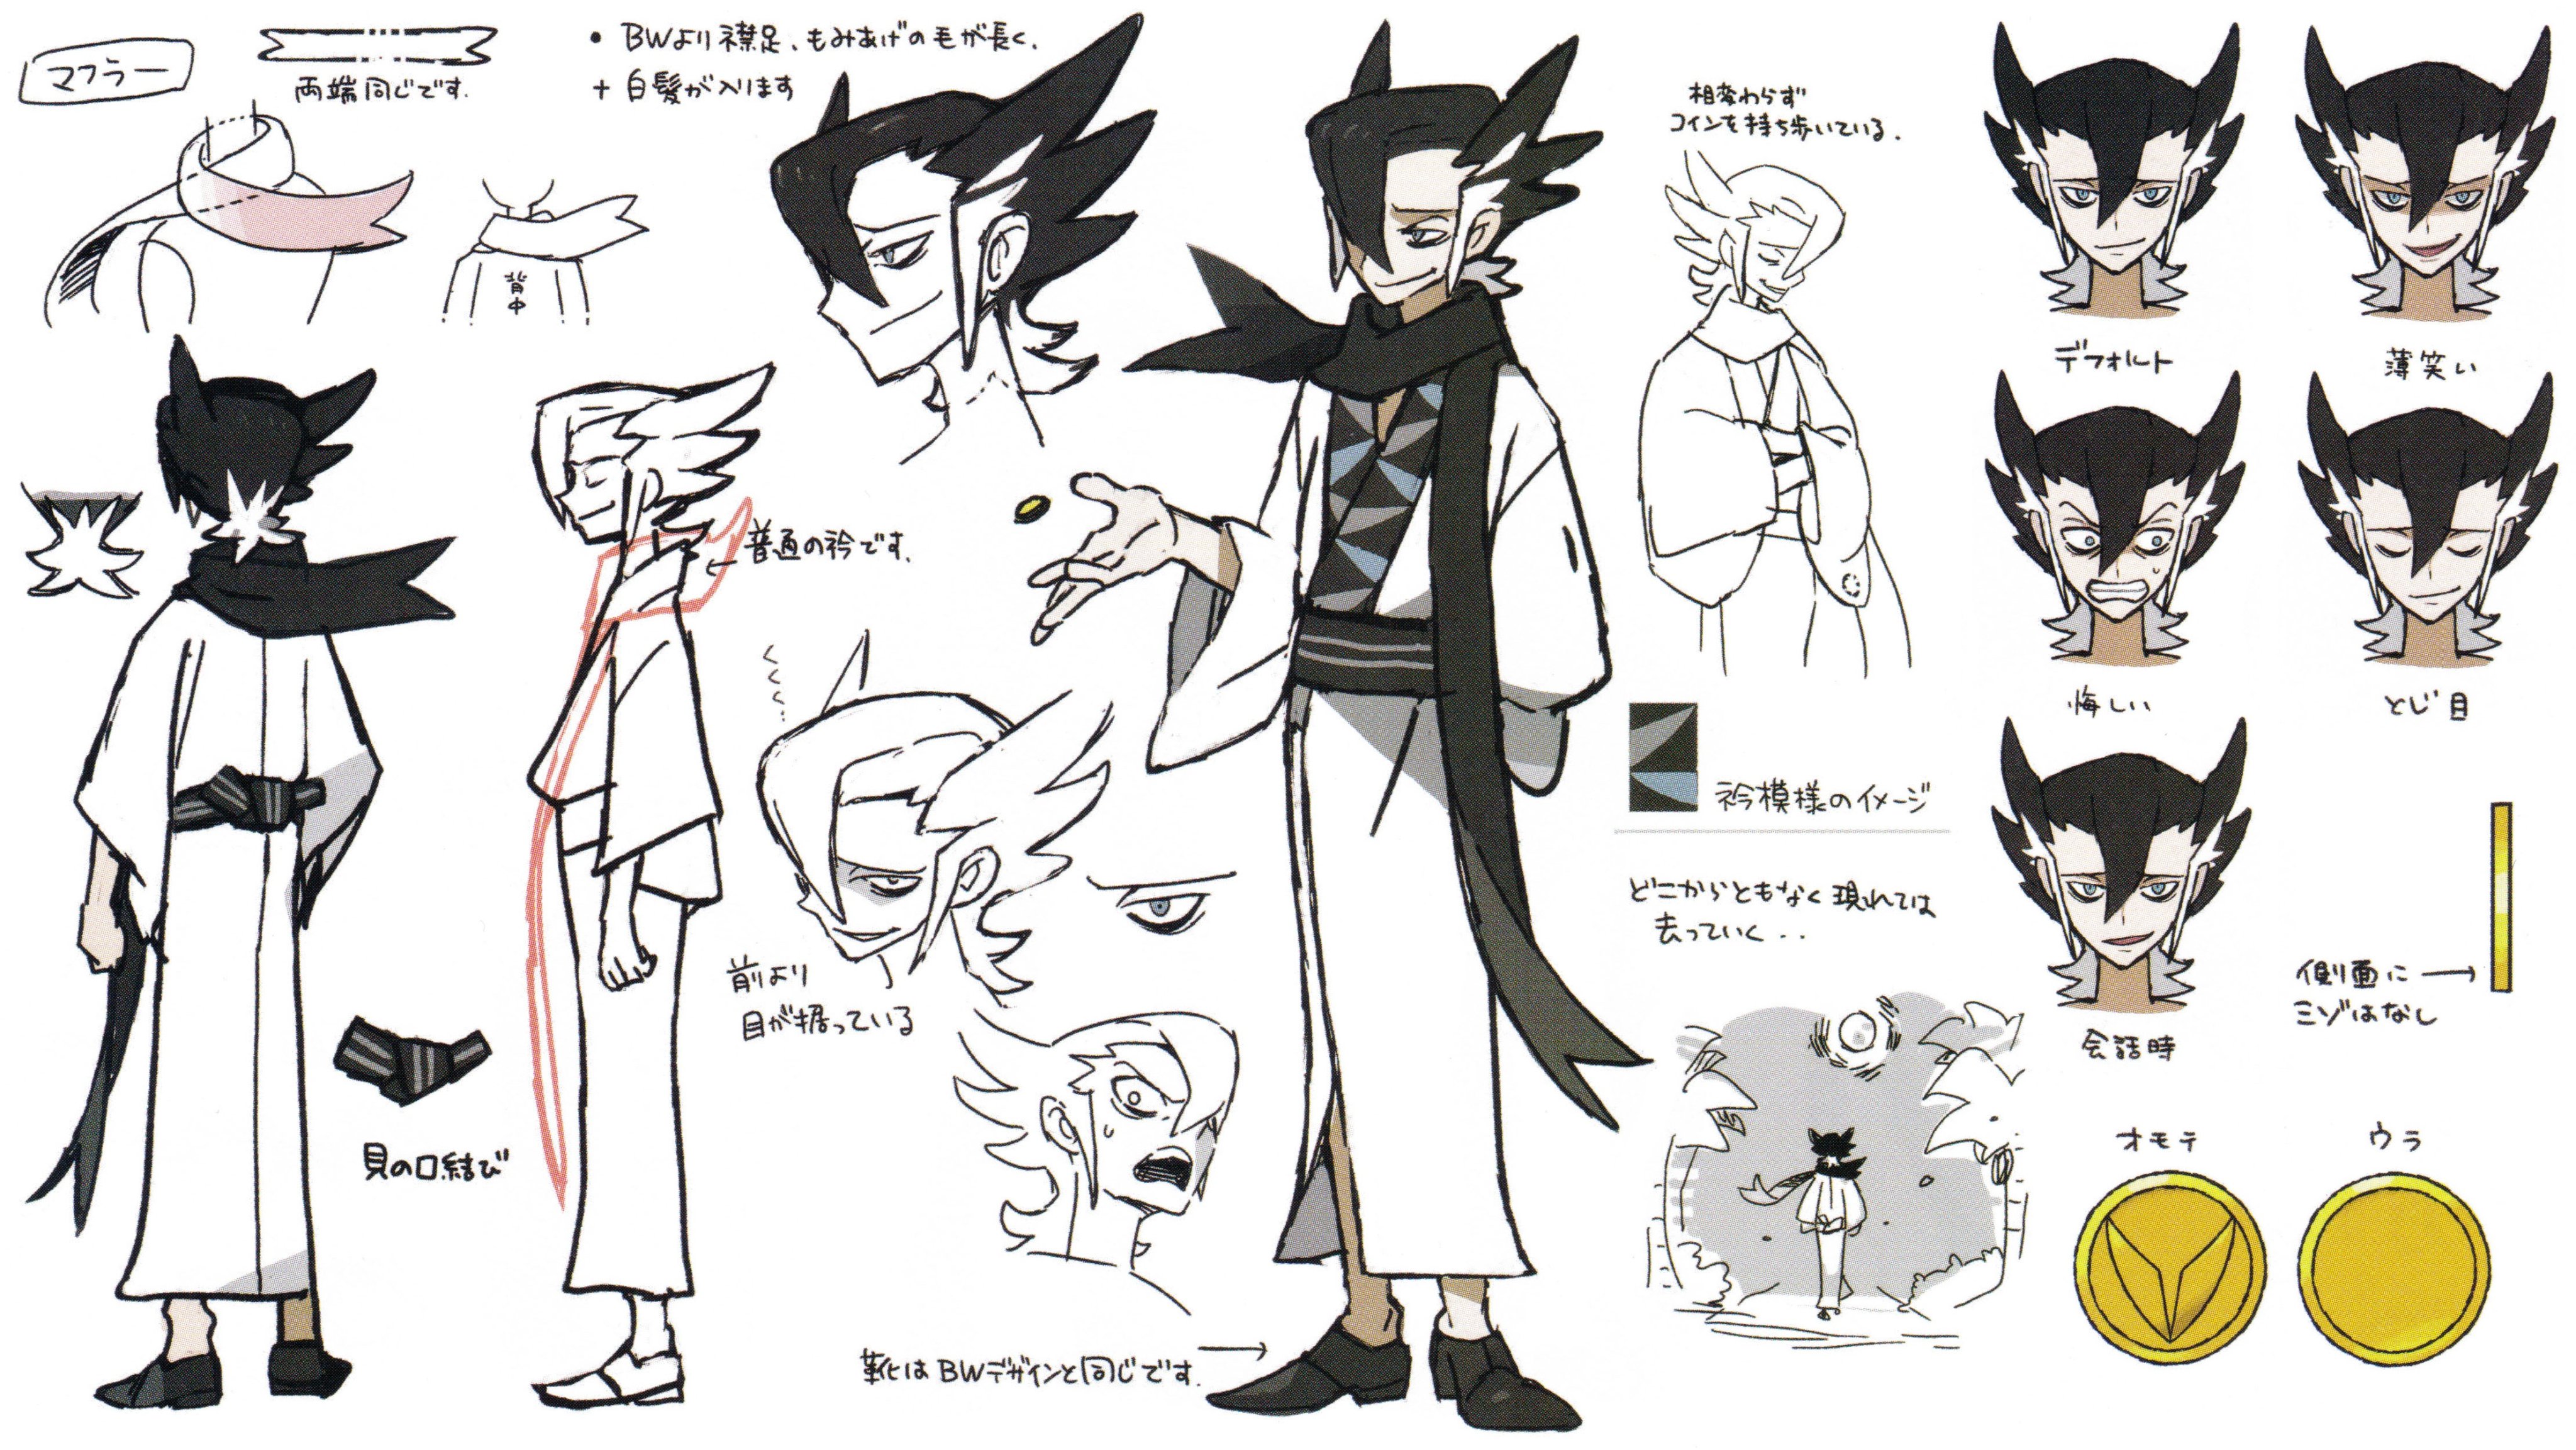 マフラー
両端同じです.
・BWより襟足、もみあげの毛が長く、
+ 白髪が入ります
背中
普通の衿です.
貝の口結び
前より
目が据っている
くくく…
靴はBWデザインと同じです.
相変わらず
コインを持ち歩いている.
衿模様のイメージ
どこからともなく現れては
去っていく..
デフォルト
薄笑い
悔しい
とじ目
会話時
側面に
ミゾはなし
オモテ
ウラ